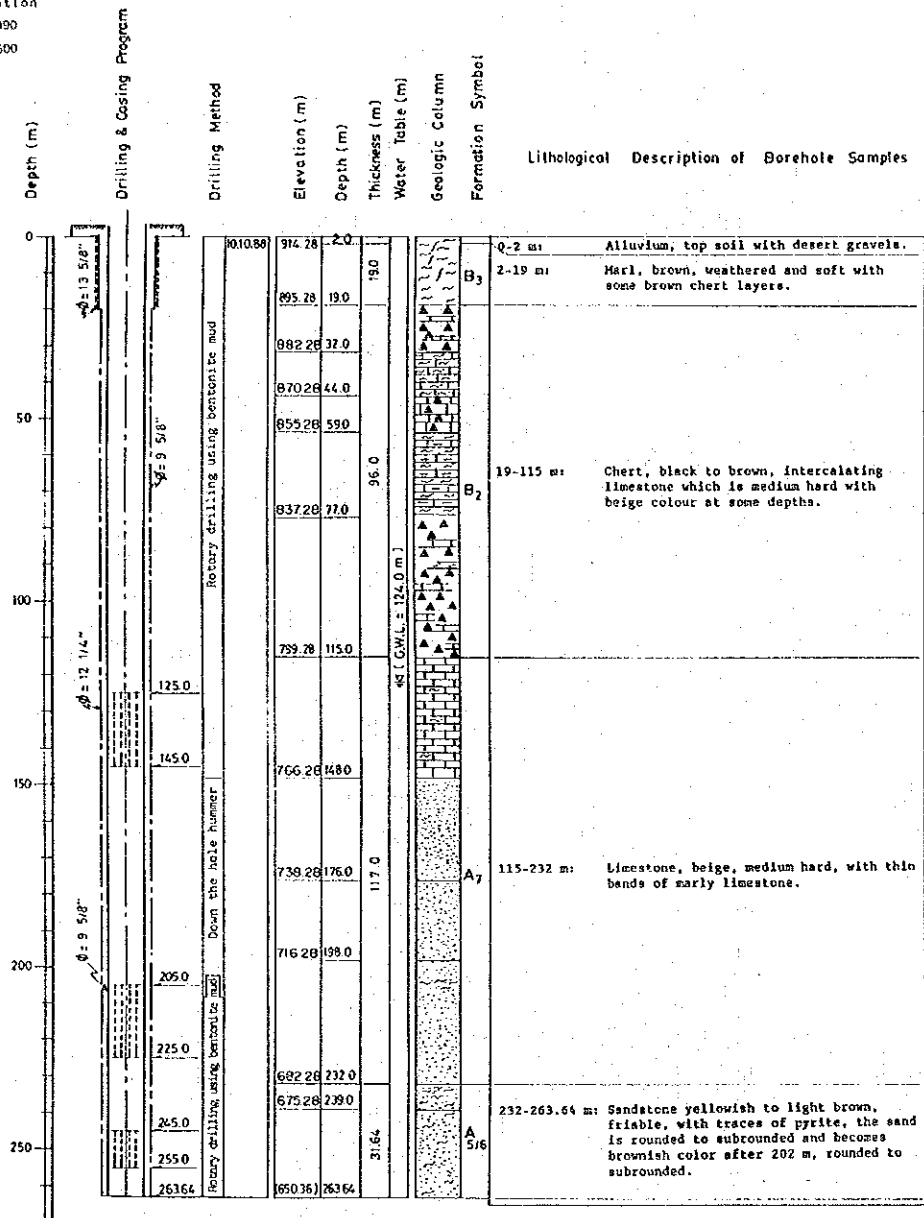 Depth (m)
Drilling & Casing Program
Drilling Method
Elevation (m)
Depth (m)
Thickness (m)
Water Table (m)
Geologic Column
Formation Symbol
Lithological Description of Borehole Samples
0
50
100
150
200
250
ϕ= 13 5/8"
ϕ= 9 5/8"
ϕ= 12 1/4"
ϕ= 9 5/8"
125.0
145.0
205.0
225.0
245.0
255.0
263.64
Rotary drilling using bentonite mud
Down the hole hummer
Rotary drilling using bentonite mud
10.10.88
914.28 2.0
895.28 19.0
882.28 32.0
870.28 44.0
855.28 59.0
837.28 77.0
799.28 115.0
766.28 148.0
738.28 176.0
716.28 198.0
682.28 232.0
675.28 239.0
(650.36) 263.64
19.0
96.0
117.0
31.64
( G.W.L. = 124.0 m )
B3
B2
A7
A 5/6
0-2 m: Alluvium, top soil with desert gravels.
2-19 m: Marl, brown, weathered and soft with
some brown chert layers.
19-115 m: Chert, black to brown, intercalating
limestone which is medium hard with
beige colour at some depths.
115-232 m: Limestone, beige, medium hard, with thin
bands of marly limestone.
232-263.64 m: Sandstone yellowish to light brown,
friable, with traces of pyrite, the sand
is rounded to subrounded and becomes
brownish color after 202 m, rounded to
subrounded.